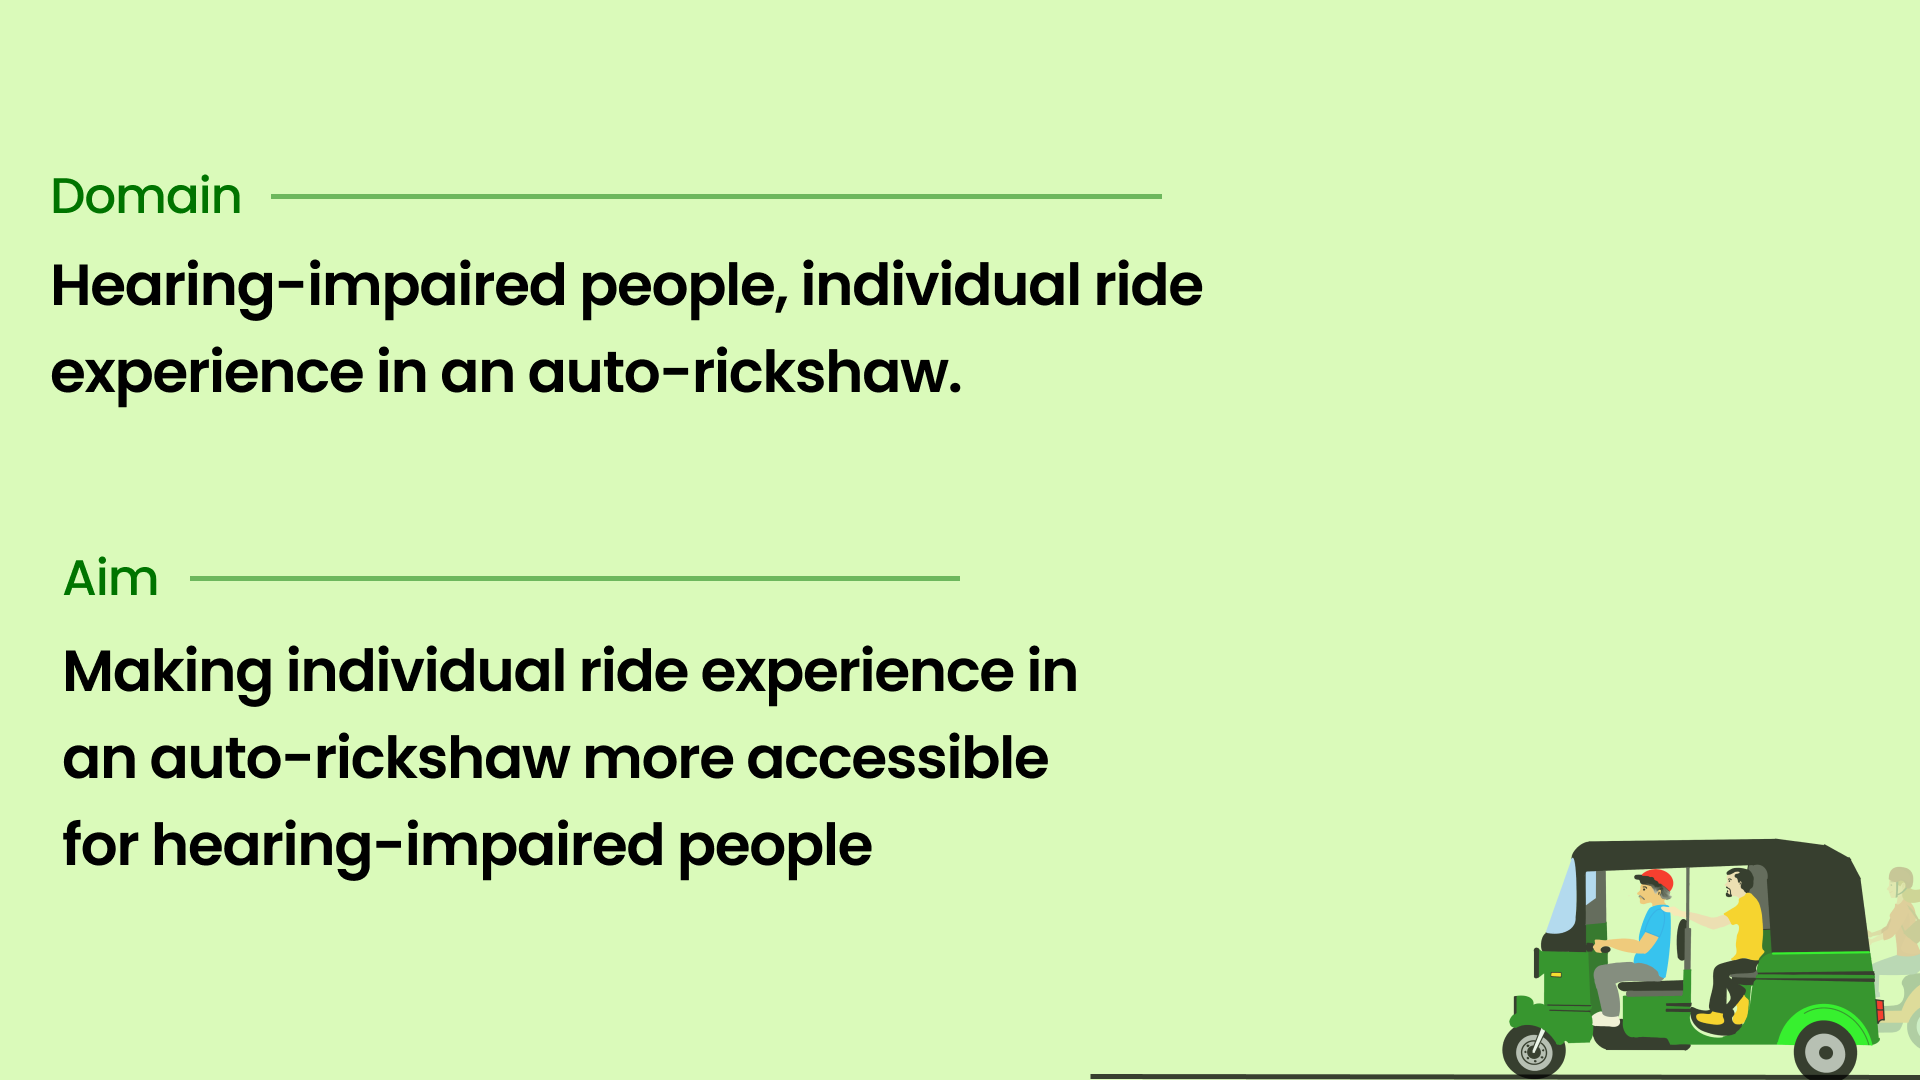 Domain
Hearing-impaired people, individual ride
experience in an auto-rickshaw.
Aim
Making individual ride experience in
an auto-rickshaw more accessible
for hearing-impaired people